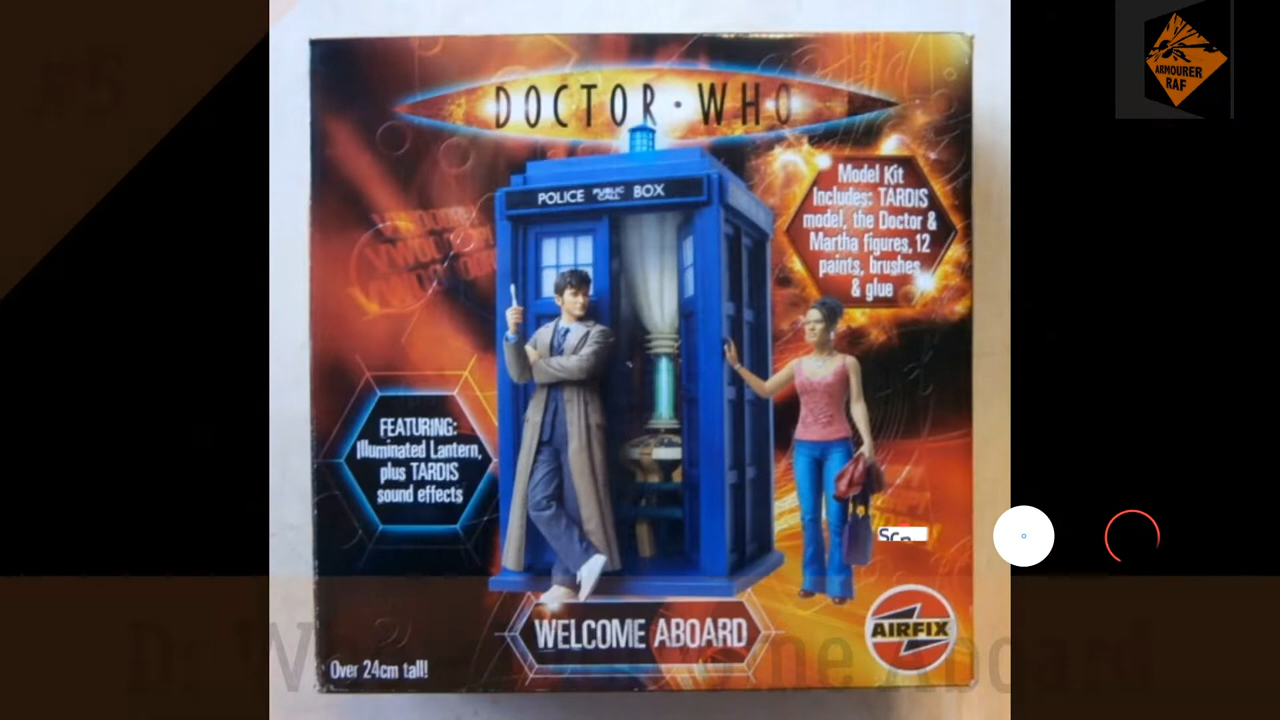 #5
ARMOURER
RAF
DOCTOR · WHO
POLICE PUBLIC CALL BOX
Model Kit
Includes: TARDIS
model, the Doctor &
Martha figures, 12
paints, brushes
& glue
FEATURING:
Illuminated Lantern,
plus TARDIS
sound effects
WELCOME ABOARD
AIRFIX
Over 24cm tall!